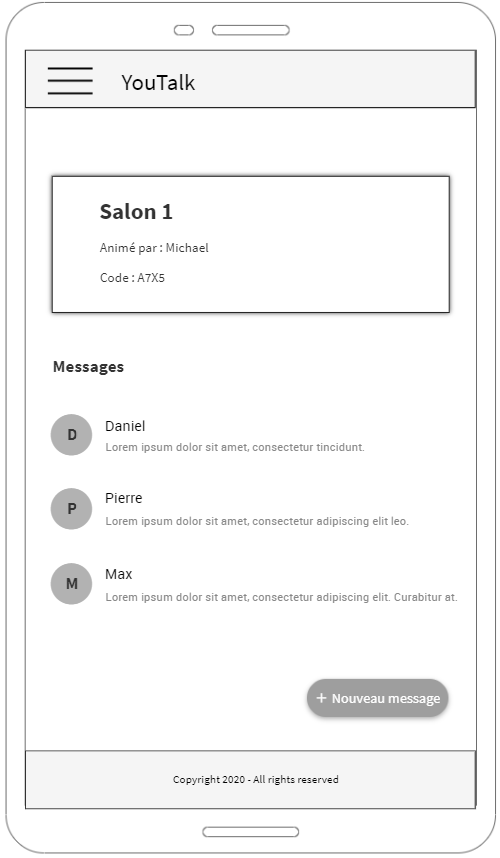 YouTalk
Salon 1
Animé par : Michael
Code : A7X5
Messages
D
Daniel
Lorem ipsum dolor sit amet, consectetur tincidunt.
P
Pierre
Lorem ipsum dolor sit amet, consectetur adipiscing elit leo.
M
Max
Lorem ipsum dolor sit amet, consectetur adipiscing elit. Curabitur at.
+ Nouveau message
Copyright 2020 - All rights reserved